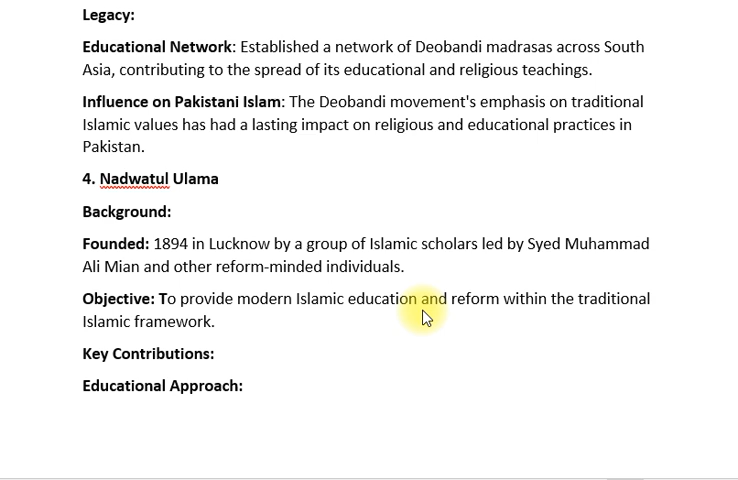 Legacy:
Educational Network: Established a network of Deobandi madrasas across South
Asia, contributing to the spread of its educational and religious teachings.
Influence on Pakistani Islam: The Deobandi movement's emphasis on traditional
Islamic values has had a lasting impact on religious and educational practices in
Pakistan.
4. Nadwatul Ulama
Background:
Founded: 1894 in Lucknow by a group of Islamic scholars led by Syed Muhammad
Ali Mian and other reform-minded individuals.
Objective: To provide modern Islamic education and reform within the traditional
Islamic framework.
Key Contributions:
Educational Approach: